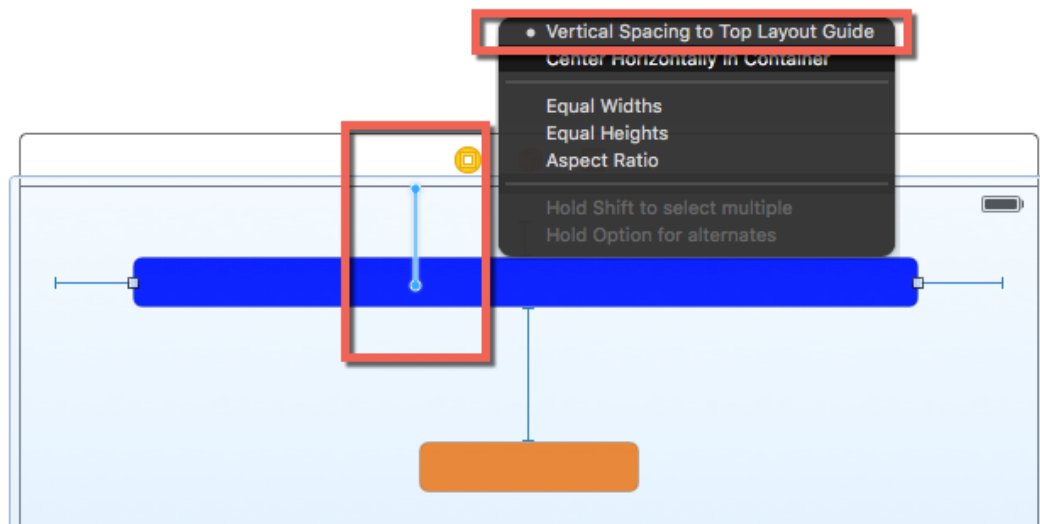 Vertical Spacing to Top Layout Guide
Center Horizontally in Container
Equal Widths
Equal Heights
Aspect Ratio
Hold Shift to select multiple
Hold Option for alternates